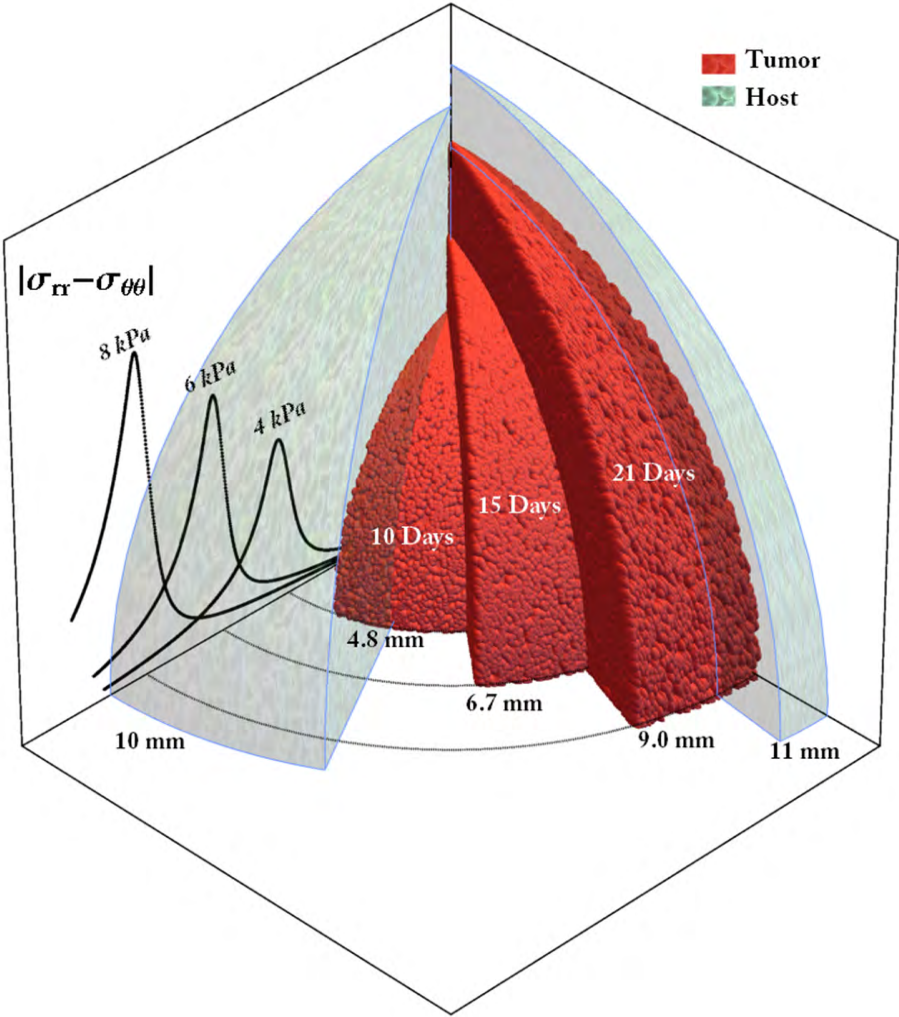 Tumor
Host
|σrr−σθθ|
8 kPa
6 kPa
4 kPa
21 Days
15 Days
10 Days
4.8 mm
6.7 mm
9.0 mm
10 mm
11 mm